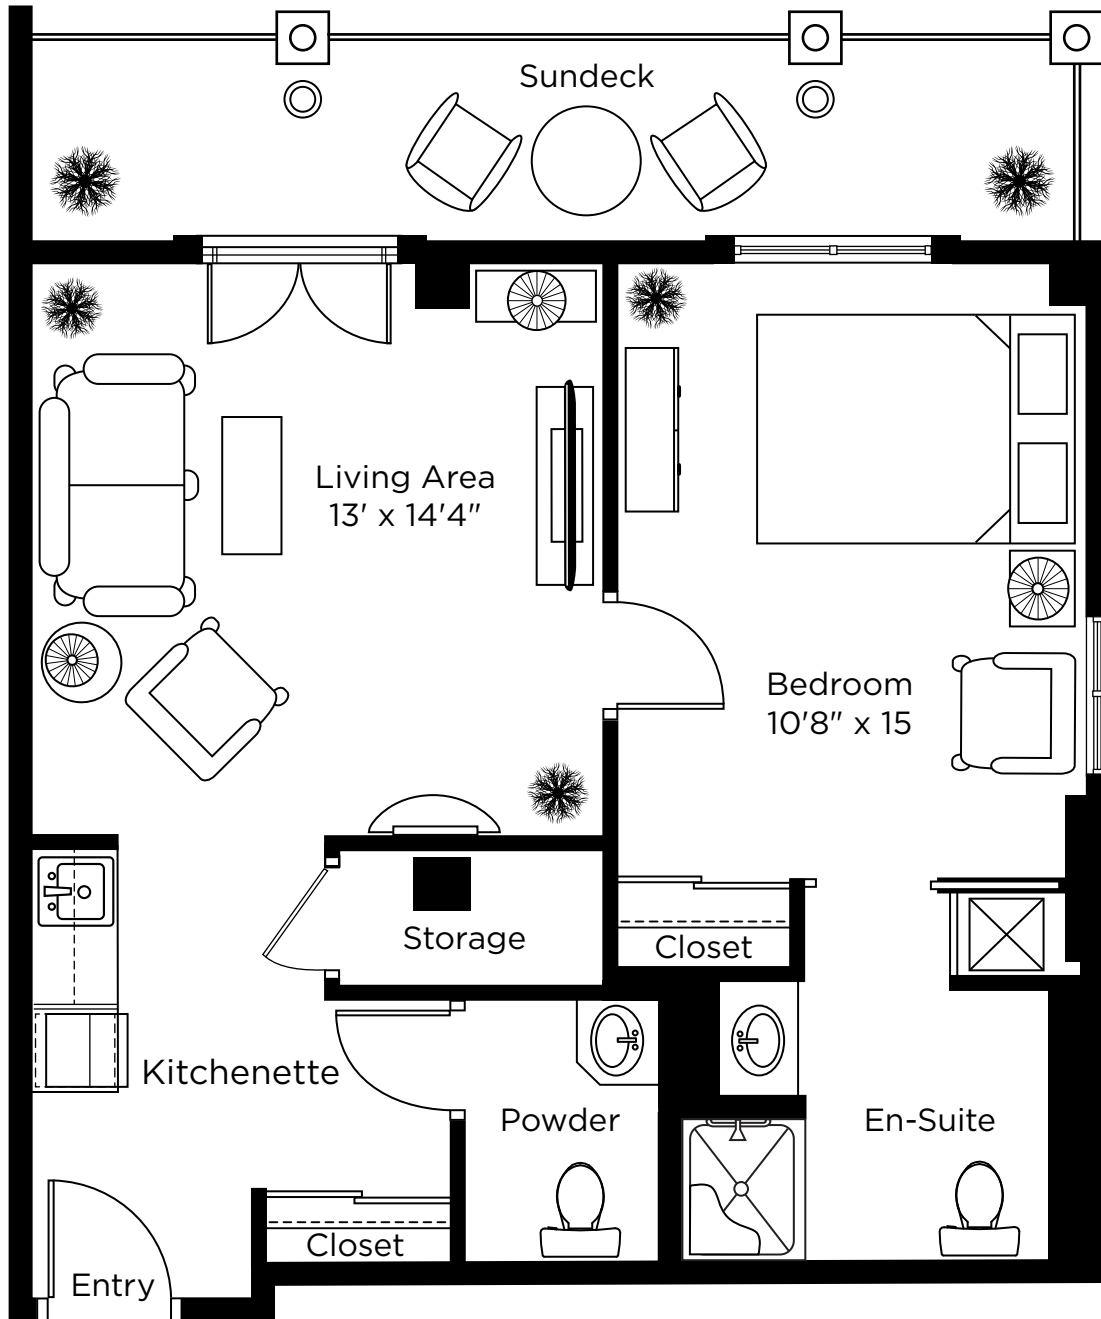 Sundeck
Living Area
13' x 14'4"
Bedroom
10'8" x 15
Storage
Closet
Kitchenette
Powder
En-Suite
Closet
Entry